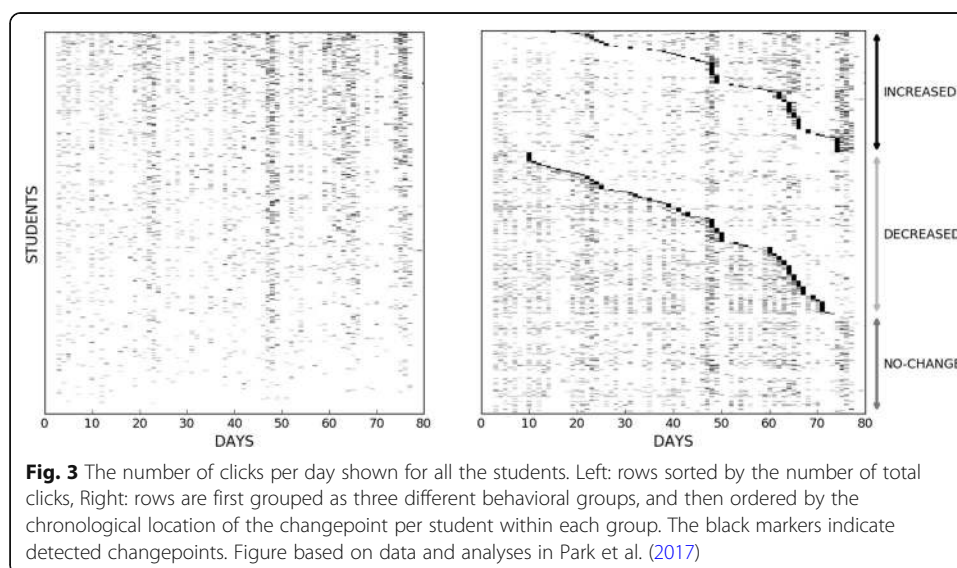 STUDENTS
0 10 20 30 40 50 60 70 80
DAYS
0 10 20 30 40 50 60 70 80
DAYS
INCREASED
DECREASED
NO-CHANGE
Fig. 3 The number of clicks per day shown for all the students. Left: rows sorted by the number of total
clicks, Right: rows are first grouped as three different behavioral groups, and then ordered by the
chronological location of the changepoint per student within each group. The black markers indicate
detected changepoints. Figure based on data and analyses in Park et al. (2017)